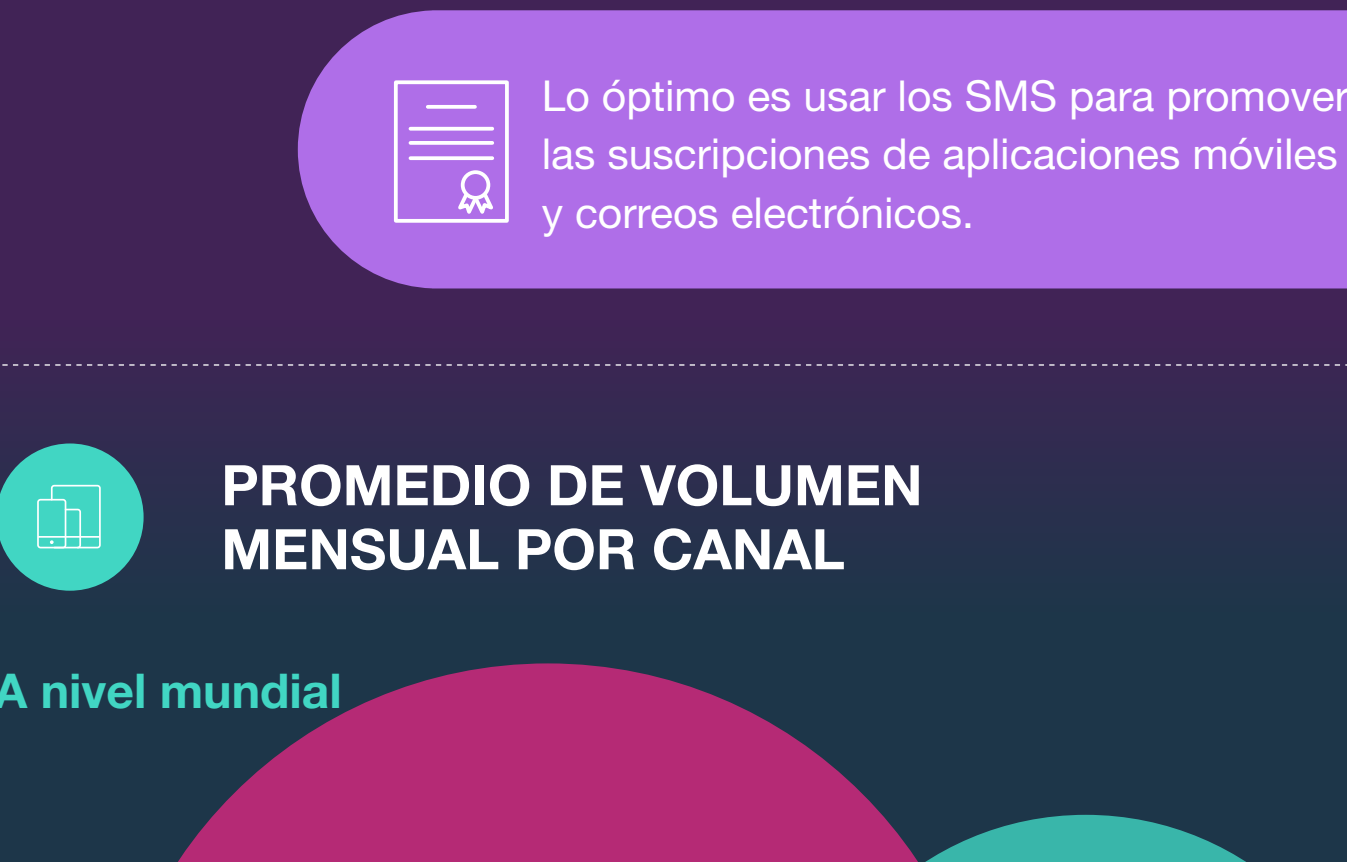 Lo óptimo es usar los SMS para promover
las suscripciones de aplicaciones móviles
y correos electrónicos.
PROMEDIO DE VOLUMEN
MENSUAL POR CANAL
A nivel mundial